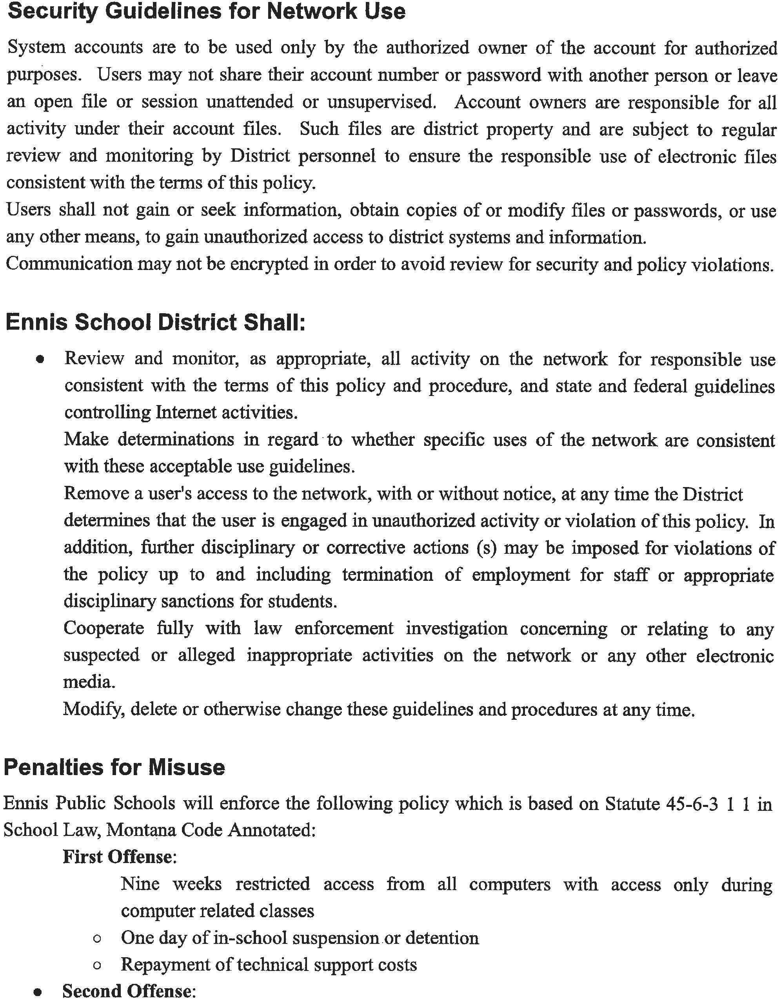 Security Guidelines for Network Use
System accounts are to be used only by the authorized owner of the account for authorized
purposes. Users may not share their account number or password with another person or leave
an open file or session unattended or unsupervised. Account owners are responsible for all
activity under their account files. Such files are district property and are subject to regular
review and monitoring by District personnel to ensure the responsible use of electronic files
consistent with the terms of this policy.
Users shall not gain or seek information, obtain copies of or modify files or passwords, or use
any other means, to gain unauthorized access to district systems and information.
Communication may not be encrypted in order to avoid review for security and policy violations.
Ennis School District Shall:
• Review and monitor, as appropriate, all activity on the network for responsible use
consistent with the terms of this policy and procedure, and state and federal guidelines
controlling Internet activities.
Make determinations in regard to whether specific uses of the network are consistent
with these acceptable use guidelines.
Remove a user's access to the network, with or without notice, at any time the District
determines that the user is engaged in unauthorized activity or violation of this policy. In
addition, further disciplinary or corrective actions (s) may be imposed for violations of
the policy up to and including termination of employment for staff or appropriate
disciplinary sanctions for students.
Cooperate fully with law enforcement investigation concerning or relating to any
suspected or alleged inappropriate activities on the network or any other electronic
media.
Modify, delete or otherwise change these guidelines and procedures at any time.
Penalties for Misuse
Ennis Public Schools will enforce the following policy which is based on Statute 45-6-3 1 1 in
School Law, Montana Code Annotated:
First Offense:
Nine weeks restricted access from all computers with access only during
computer related classes
o One day of in-school suspension or detention
o Repayment of technical support costs
• Second Offense: